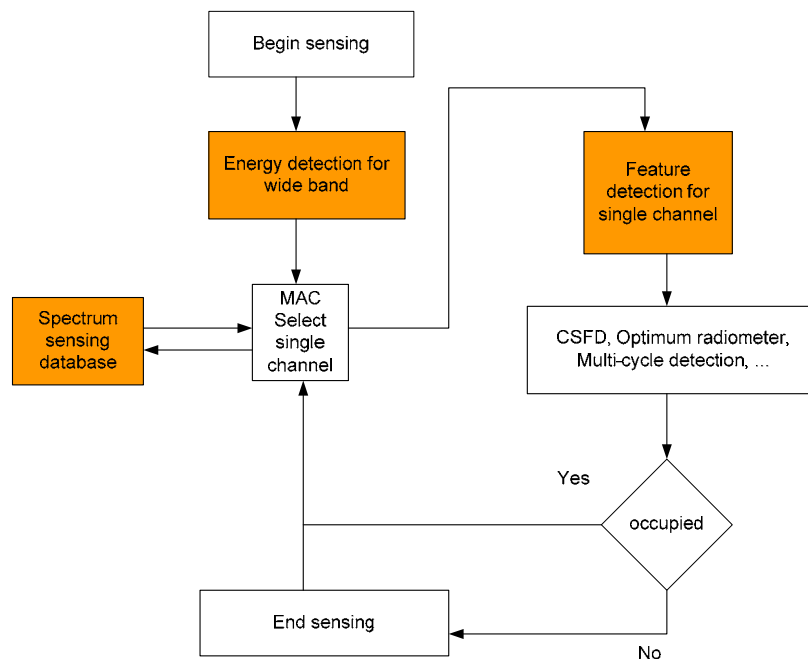 Begin sensing
Energy detection for
wide band
Feature
detection for
single channel
MAC
Select
single
channel
Spectrum
sensing
database
CSFD, Optimum radiometer,
Multi-cycle detection, ...
Yes
occupied
End sensing
No